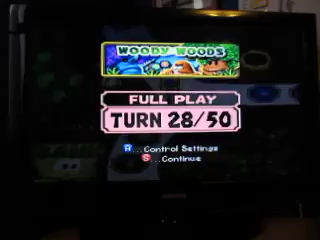 WOODY WOODS
FULL PLAY
TURN 28/50
A...Control Settings
S...Continue